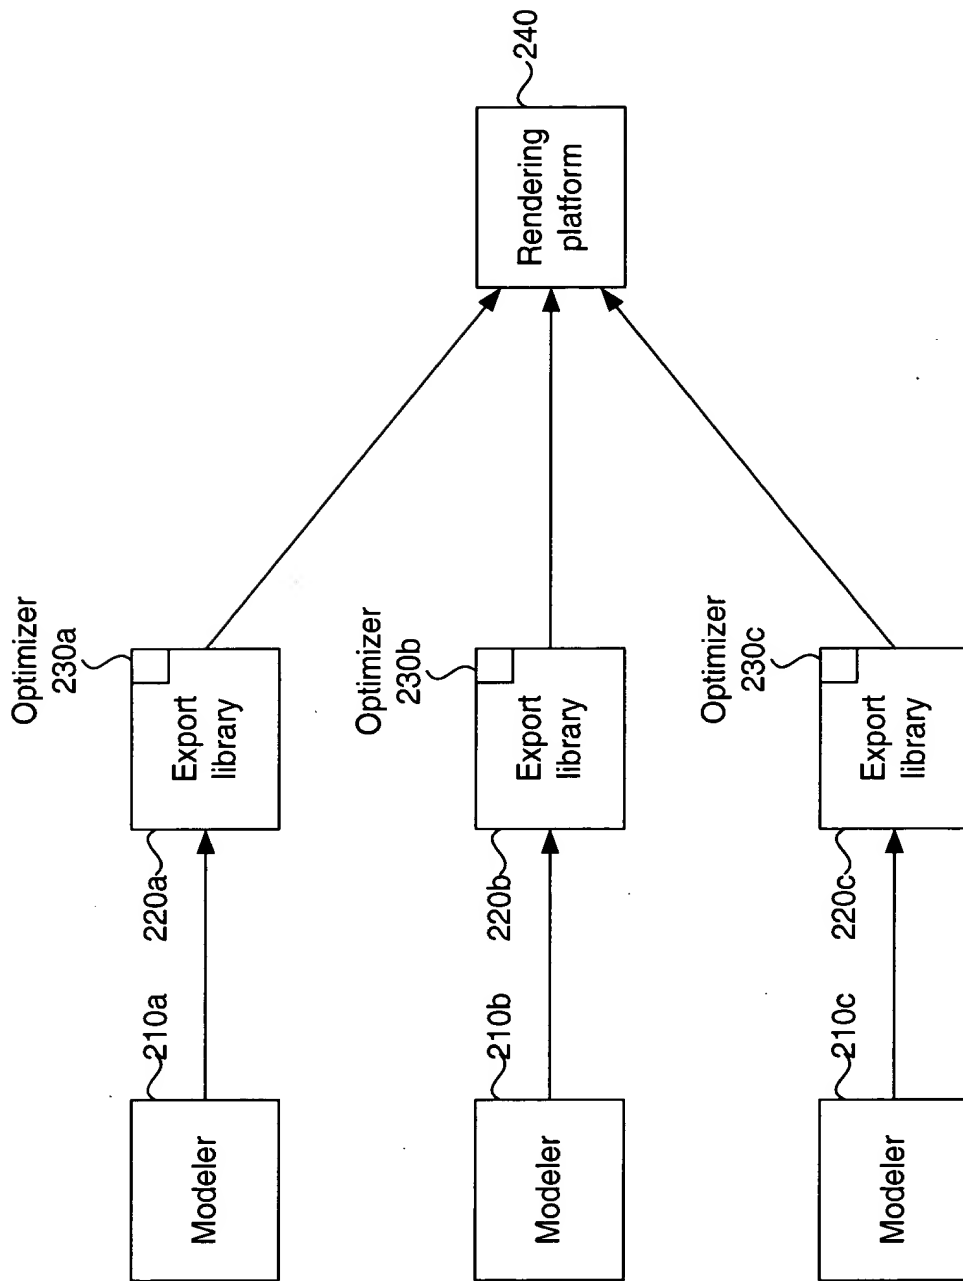 Modeler
210a
220a
Export
library
Optimizer
230a
Modeler
210b
220b
Export
library
Optimizer
230b
Modeler
210c
220c
Export
library
Optimizer
230c
Rendering
platform
240